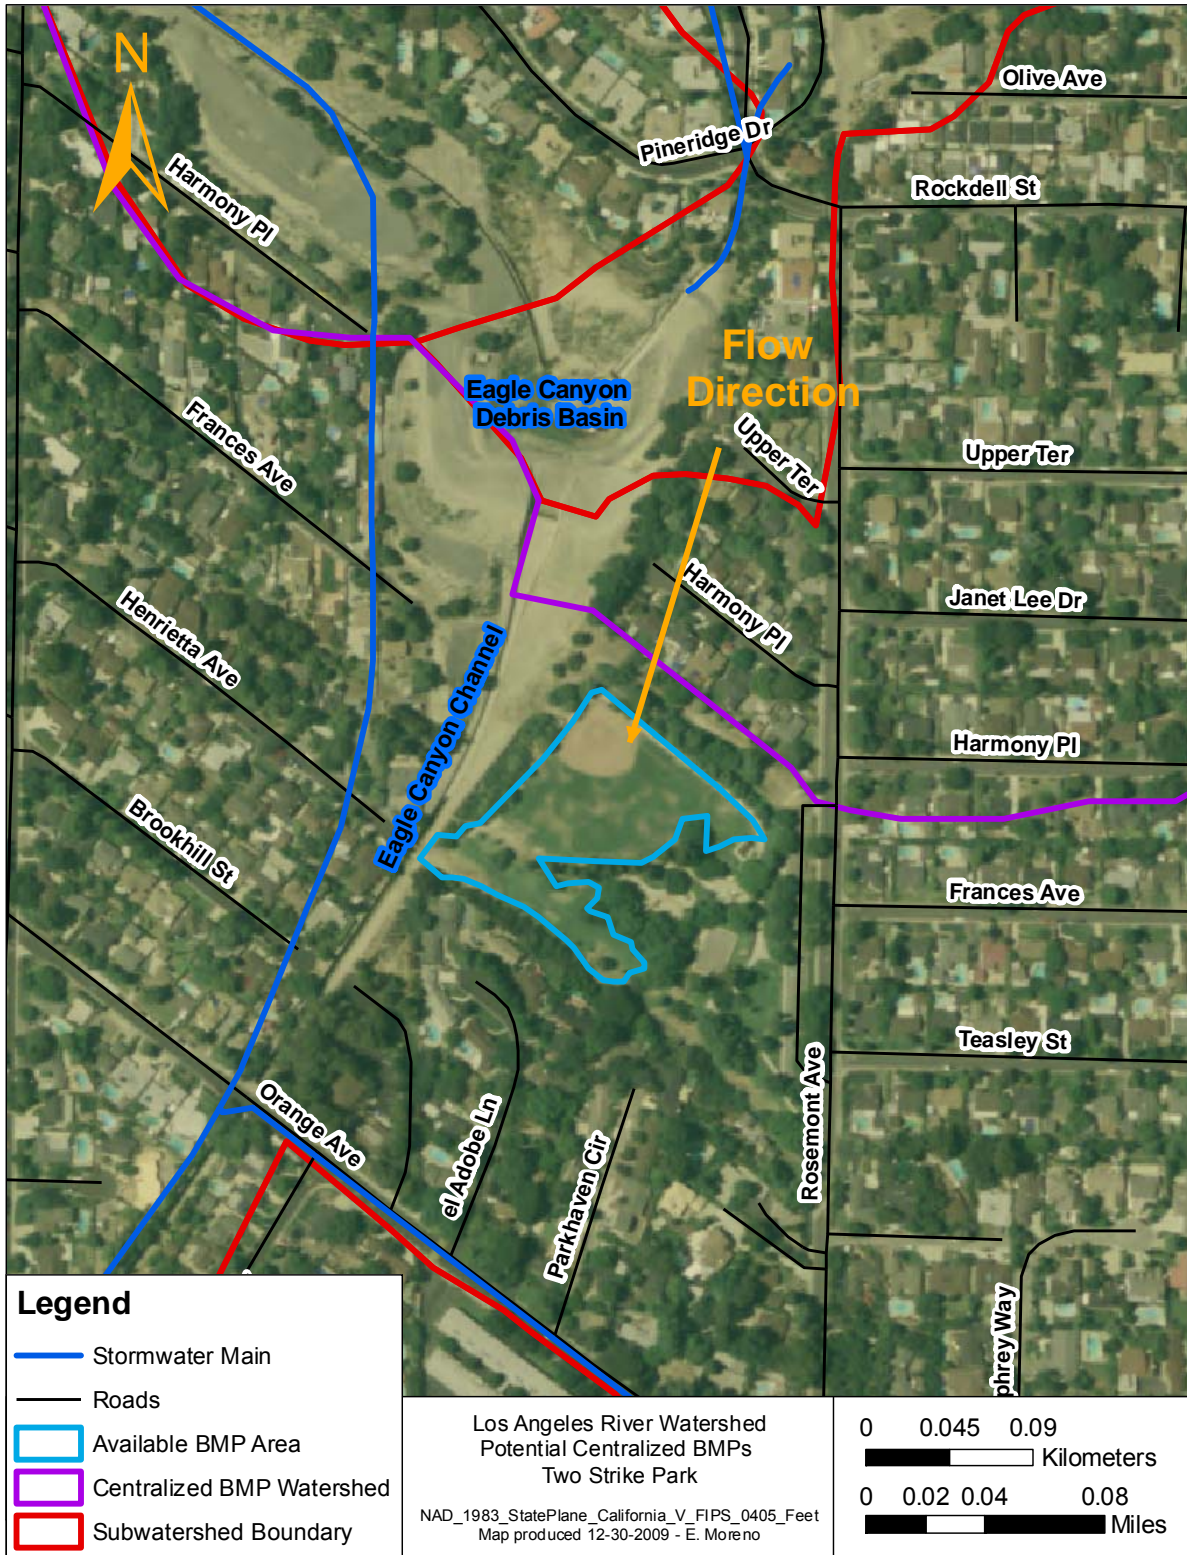 N
Olive Ave
Pineridge Dr
Rockdell St
Harmony Pl
Flow
Direction
Eagle Canyon
Debris Basin
Upper Ter
Upper Ter
Frances Ave
Harmony Pl
Janet Lee Dr
Henrietta Ave
Eagle Canyon Channel
Harmony Pl
Brookhill St
Frances Ave
Teasley St
Orange Ave
el Adobe Ln
Parkhaven Cir
Rosemont Ave
phrey Way
Legend
Stormwater Main
Roads
Available BMP Area
Centralized BMP Watershed
Subwatershed Boundary
Los Angeles River Watershed
Potential Centralized BMPs
Two Strike Park
NAD_1983_StatePlane_California_V_FIPS_0405_Feet
Map produced 12-30-2009 - E. Moreno
0 0.045 0.09
Kilometers
0 0.02 0.04 0.08
Miles